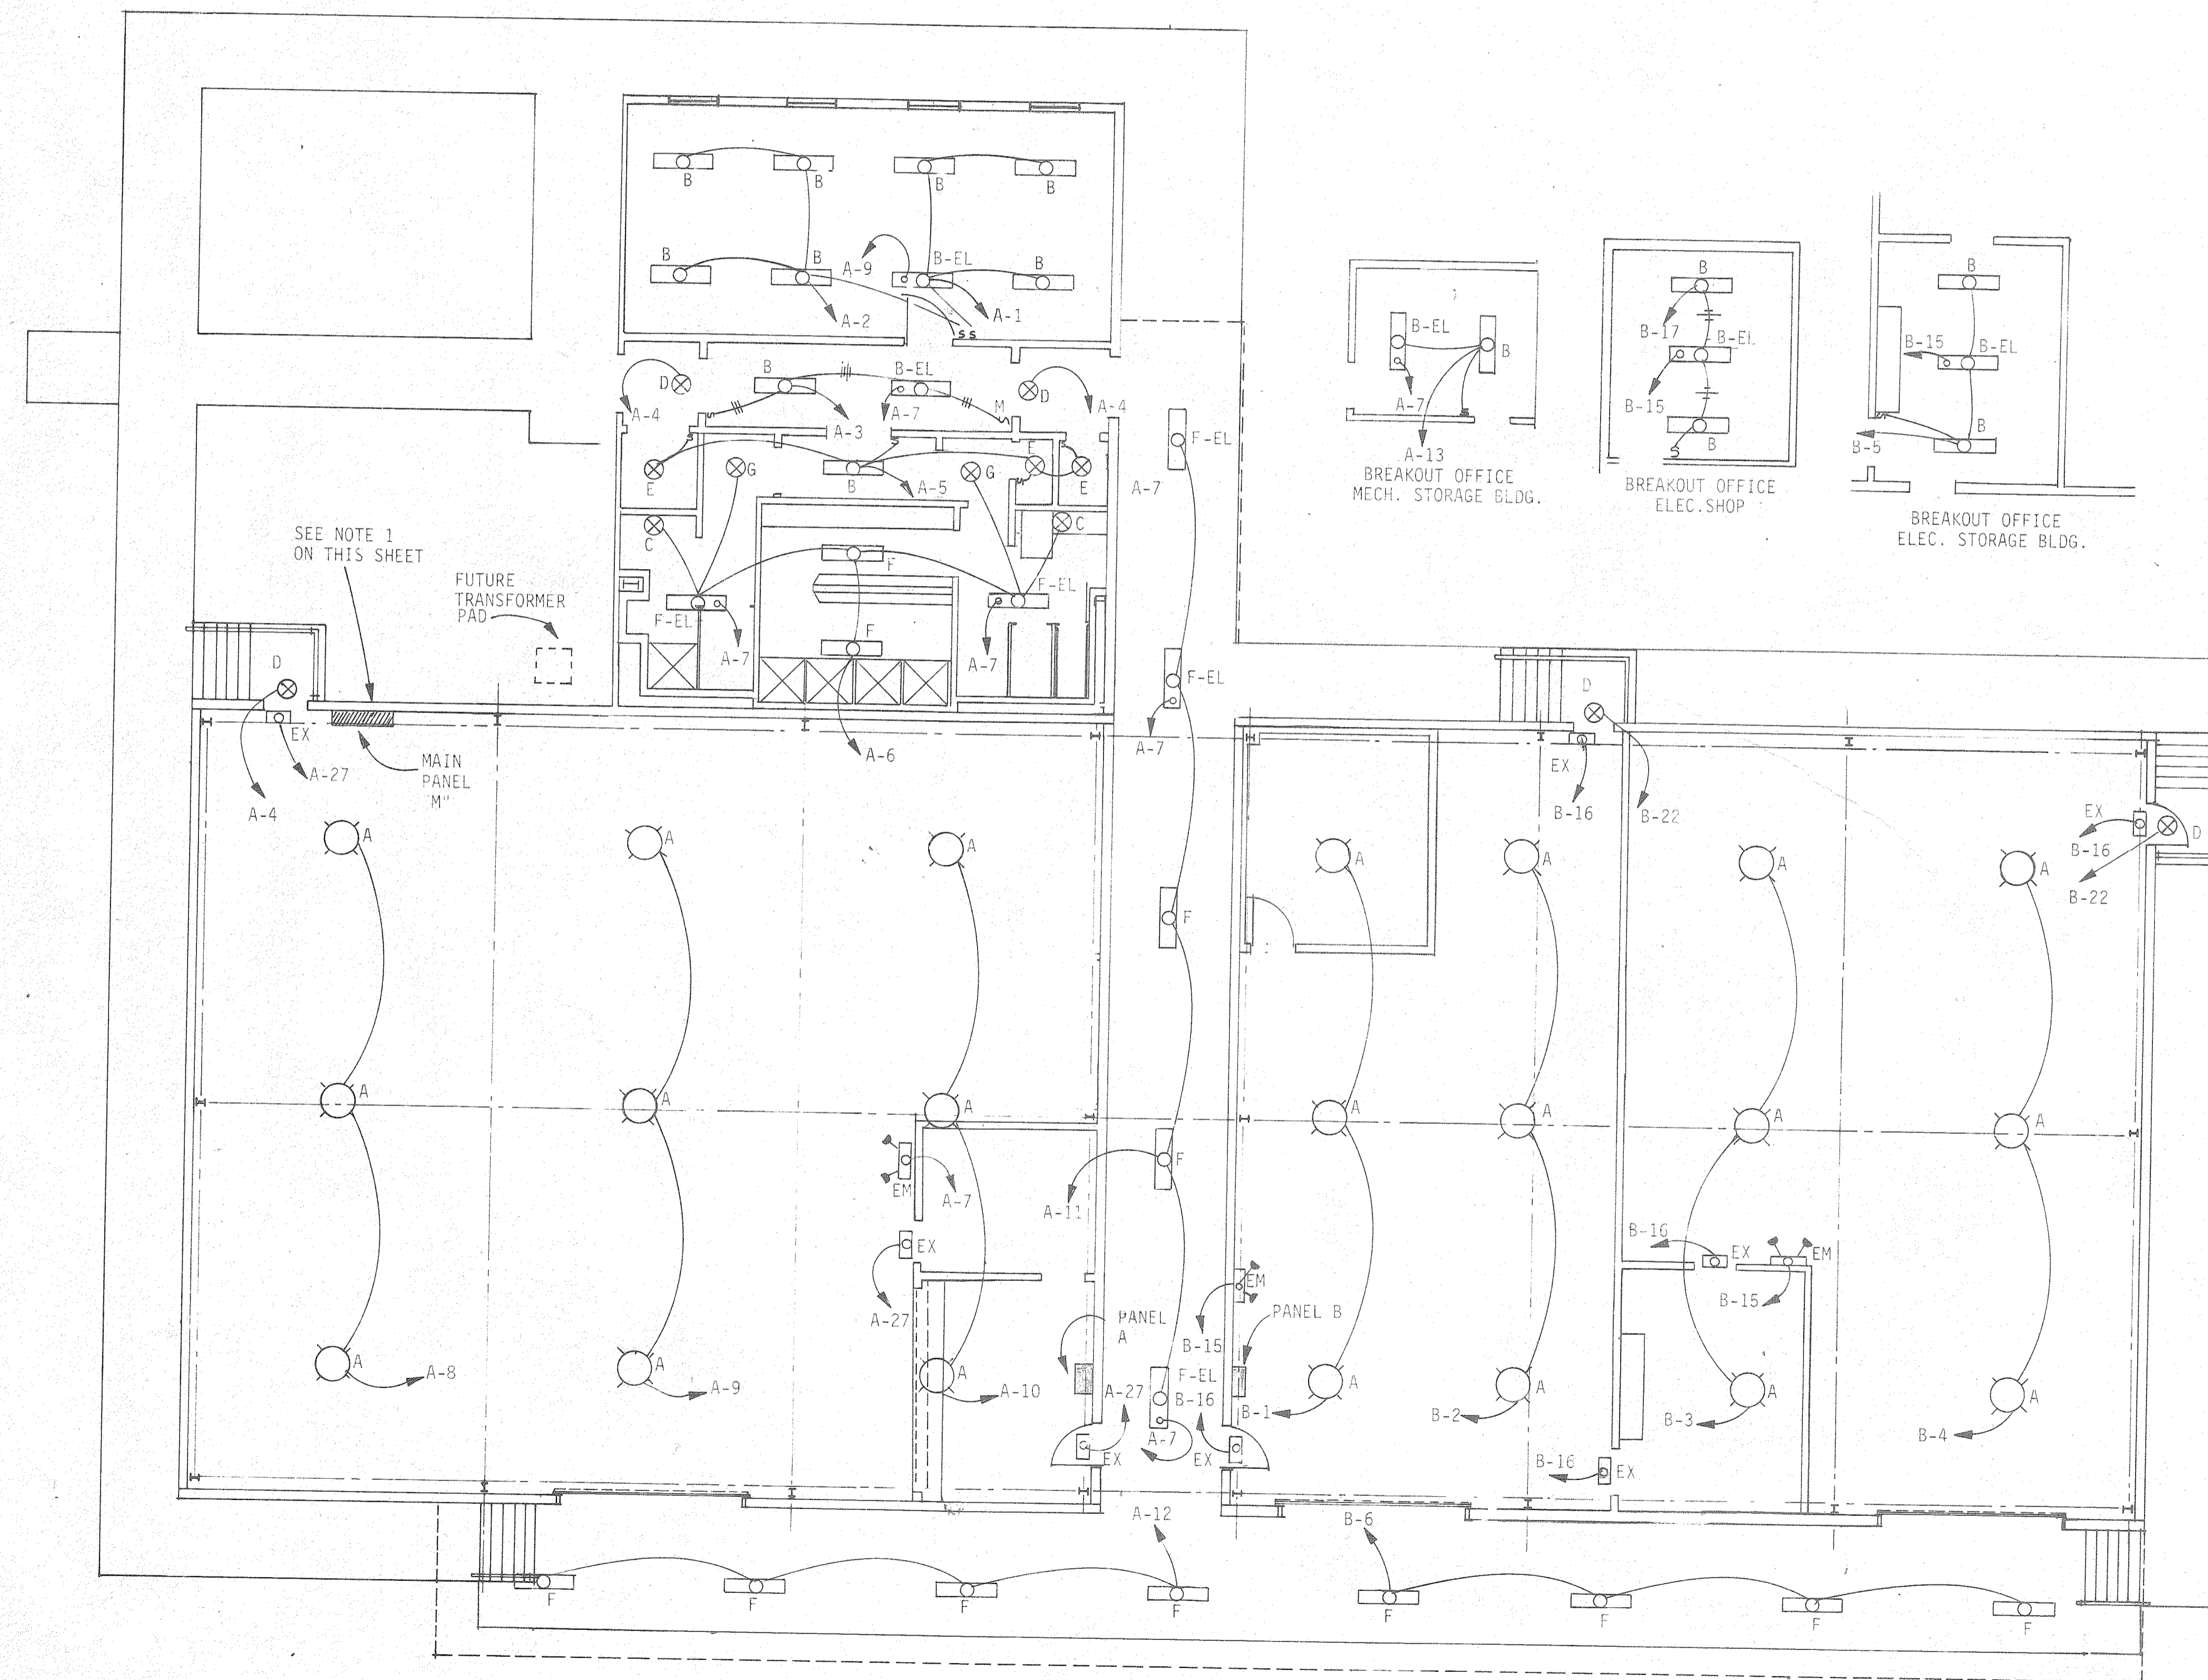 B
B
B
B
B
B
A-9
B-EL
B
A-2
A-1
S S
D
A-4
B
B-EL
D
A-4
M
A-3
A-7
E
G
B
A-5
G
E
E
C
C
F
F-EL
F-EL
A-7
F
A-7
A-6
F-EL
A-7
F-EL
A-7
F
F
A-11
B-EL
B
A-7
S
A-13
BREAKOUT OFFICE
MECH. STORAGE BLDG.
B
B-17
B-EL
B-15
B
S
BREAKOUT OFFICE
ELEC.SHOP
B
B-15
B-EL
B
B-5
BREAKOUT OFFICE
ELEC. STORAGE BLDG.
SEE NOTE 1
ON THIS SHEET
FUTURE
TRANSFORMER
PAD
D
EX
A-27
A-4
MAIN
PANEL
"M"
A
A
A
A
A
A
EM
A-7
EX
A-27
A
A-8
A
A-9
A
A-10
PANEL
A
A-27
EX
F-EL
A-7
D
EX
B-16
B-22
EX
D
B-16
B-22
A
A
A
A
A
A
A
A
EM
B-15
PANEL B
B-16
EX
EM
B-15
B-16
EX
A
B-1
A
B-2
A
B-3
A
B-4
B-16
EX
A-12
B-6
F
F
F
F
F
F
F
F